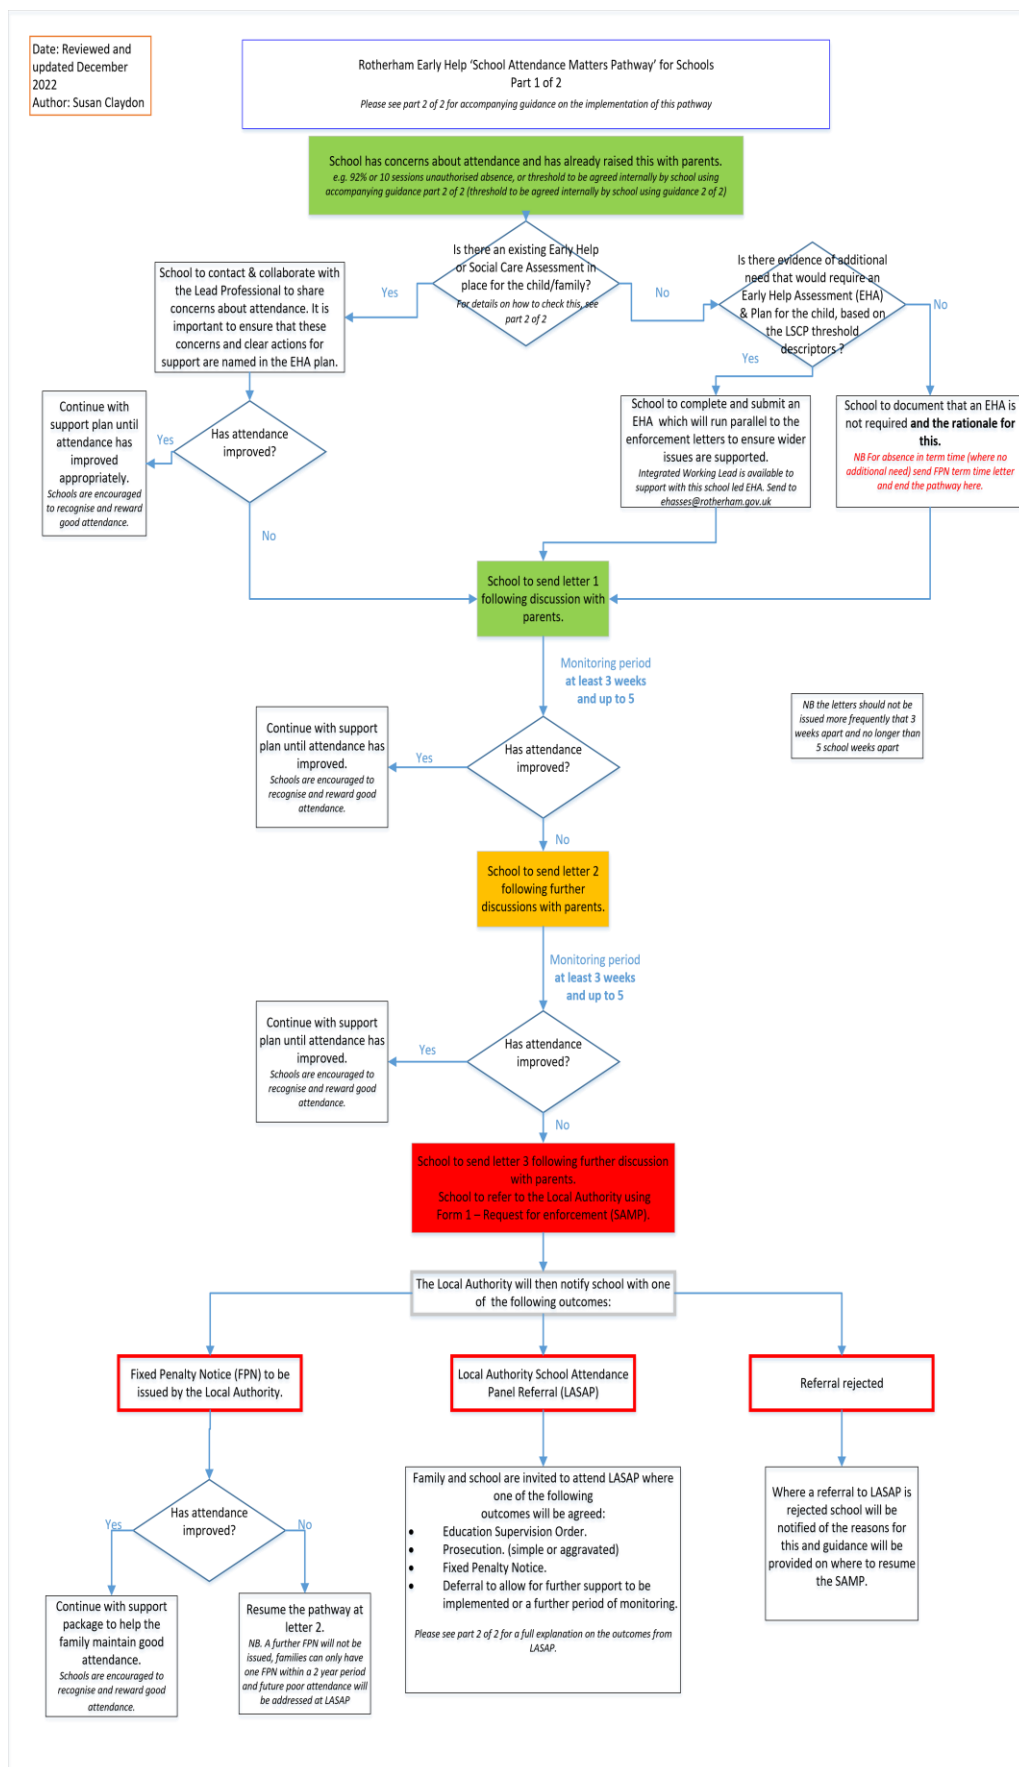 Date: Reviewed and
updated December
2022
Author: Susan Claydon
Rotherham Early Help ‘School Attendance Matters Pathway’ for Schools
Part 1 of 2
Please see part 2 of 2 for accompanying guidance on the implementation of this pathway
School has concerns about attendance and has already raised this with parents.
e.g. 92% or 10 sessions unauthorised absence, or threshold to be agreed internally by school using
accompanying guidance part 2 of 2 (threshold to be agreed internally by school using guidance 2 of 2)
Is there an existing Early Help
or Social Care Assessment in
place for the child/family?
For details on how to check this, see
part 2 of 2
Yes
No
School to contact & collaborate with
the Lead Professional to share
concerns about attendance. It is
important to ensure that these
concerns and clear actions for
support are named in the EHA plan.
Is there evidence of additional
need that would require an
Early Help Assessment (EHA)
& Plan for the child, based on
the LSCP threshold
descriptors ?
No
Yes
Continue with
support plan until
attendance has
improved
appropriately.
Schools are encouraged
to recognise and reward
good attendance.
Yes
Has attendance
improved?
No
School to complete and submit an
EHA which will run parallel to the
enforcement letters to ensure wider
issues are supported.
Integrated Working Lead is available to
support with this school led EHA. Send to
ehasses@rotherham.gov.uk
School to document that an EHA is
not required and the rationale for
this.
NB For absence in term time (where no
additional need) send FPN term time letter
and end the pathway here.
School to send letter 1
following discussion with
parents.
Monitoring period
at least 3 weeks
and up to 5
NB the letters should not be
issued more frequently that 3
weeks apart and no longer than
5 school weeks apart
Continue with support
plan until attendance has
improved.
Schools are encouraged to
recognise and reward good
attendance.
Yes
Has attendance
improved?
No
School to send letter 2
following further
discussions with parents.
Monitoring period
at least 3 weeks
and up to 5
Continue with support
plan until attendance has
improved.
Schools are encouraged to
recognise and reward good
attendance.
Yes
Has attendance
improved?
No
School to send letter 3 following further discussion
with parents.
School to refer to the Local Authority using
Form 1 – Request for enforcement (SAMP).
The Local Authority will then notify school with one
of the following outcomes:
Fixed Penalty Notice (FPN) to be
issued by the Local Authority.
Local Authority School Attendance
Panel Referral (LASAP)
Referral rejected
Has attendance
improved?
Yes
No
Continue with support
package to help the
family maintain good
attendance.
Schools are encouraged to
recognise and reward good
attendance.
Resume the pathway at
letter 2.
NB. A further FPN will not be
issued, families can only have
one FPN within a 2 year period
and future poor attendance will
be addressed at LASAP
Family and school are invited to attend LASAP where
one of the following
outcomes will be agreed:
• Education Supervision Order.
• Prosecution. (simple or aggravated)
• Fixed Penalty Notice.
• Deferral to allow for further support to be
implemented or a further period of monitoring.
Please see part 2 of 2 for a full explanation on the outcomes from
LASAP.
Where a referral to LASAP is
rejected school will be
notified of the reasons for
this and guidance will be
provided on where to resume
the SAMP.